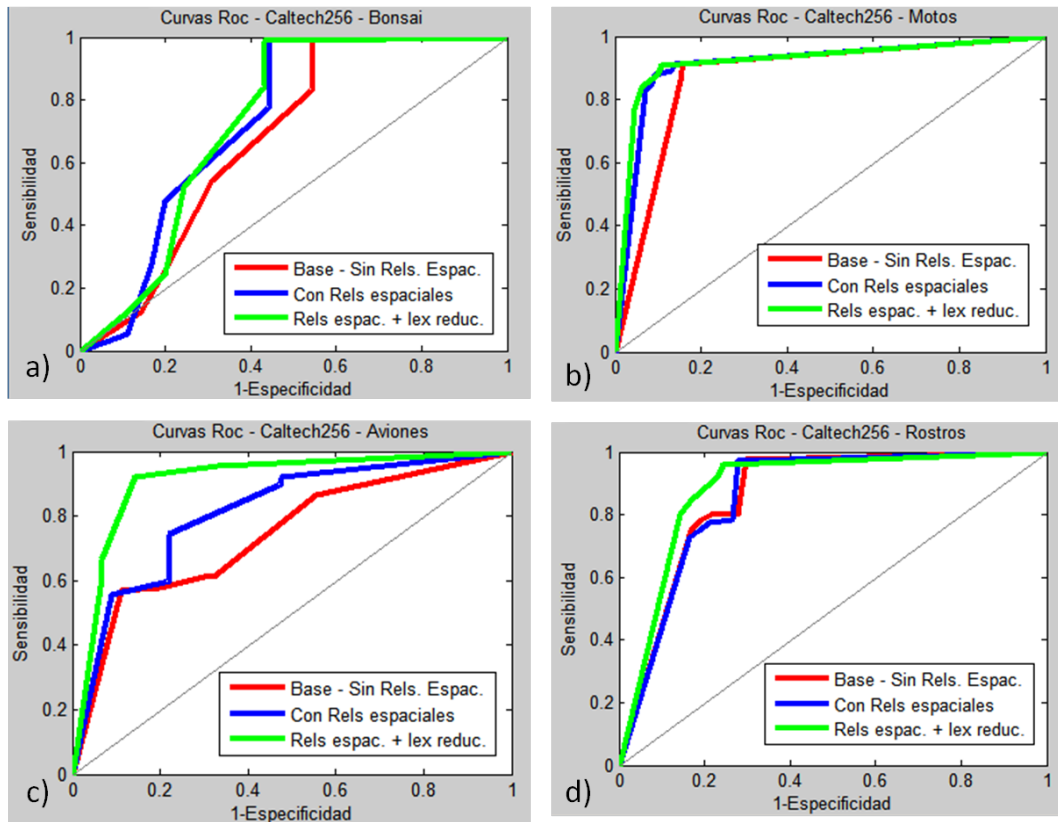 Curvas Roc - Caltech256 - Bonsai
1
0.8
0.6
0.4
0.2
0
Sensibilidad
Base - Sin Rels. Espac.
Con Rels espaciales
Rels espac. + lex reduc.
0 0.2 0.4 0.6 0.8 1
1-Especificidad
a)
Curvas Roc - Caltech256 - Motos
1
0.8
0.6
0.4
0.2
0
Sensibilidad
Base - Sin Rels. Espac.
Con Rels espaciales
Rels espac. + lex reduc.
0 0.2 0.4 0.6 0.8 1
1-Especificidad
b)
Curvas Roc - Caltech256 - Aviones
1
0.8
0.6
0.4
0.2
0
Sensibilidad
Base - Sin Rels. Espac.
Con Rels espaciales
Rels espac. + lex reduc.
0 0.2 0.4 0.6 0.8 1
1-Especificidad
c)
Curvas Roc - Caltech256 - Rostros
1
0.8
0.6
0.4
0.2
0
Sensibilidad
Base - Sin Rels. Espac.
Con Rels espaciales
Rels espac. + lex reduc.
0 0.2 0.4 0.6 0.8 1
1-Especificidad
d)